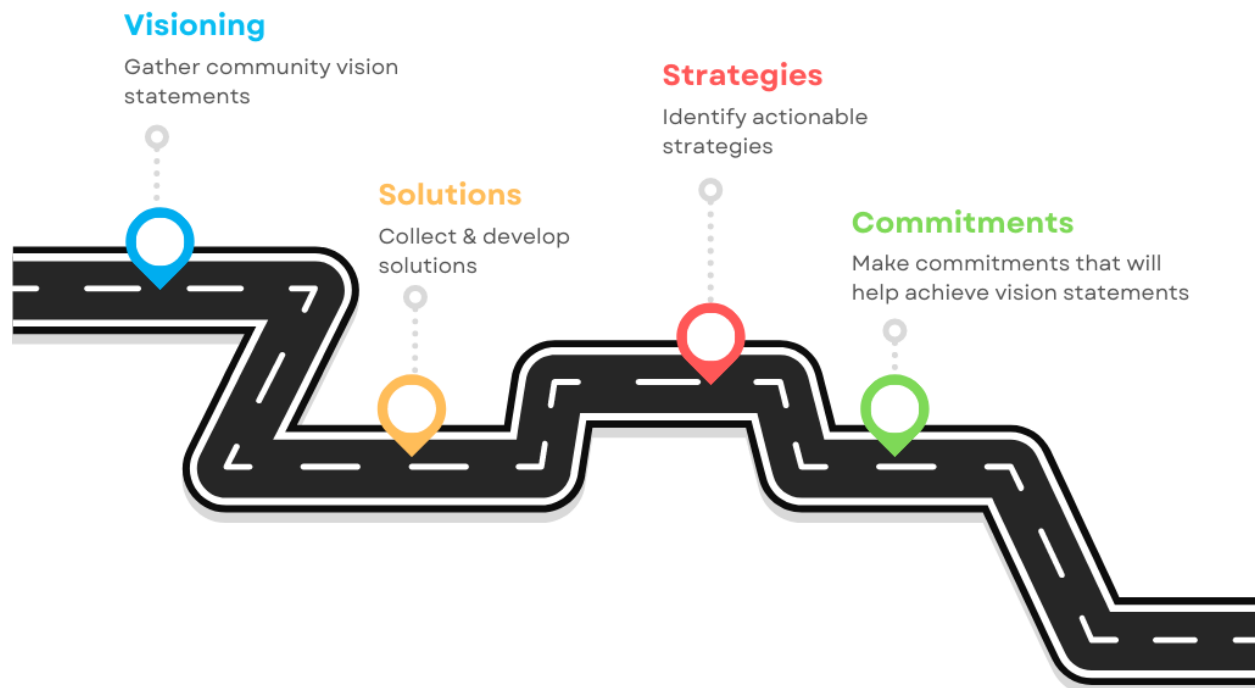 Visioning
Gather community vision
statements
Solutions
Collect & develop
solutions
Strategies
Identify actionable
strategies
Commitments
Make commitments that will
help achieve vision statements